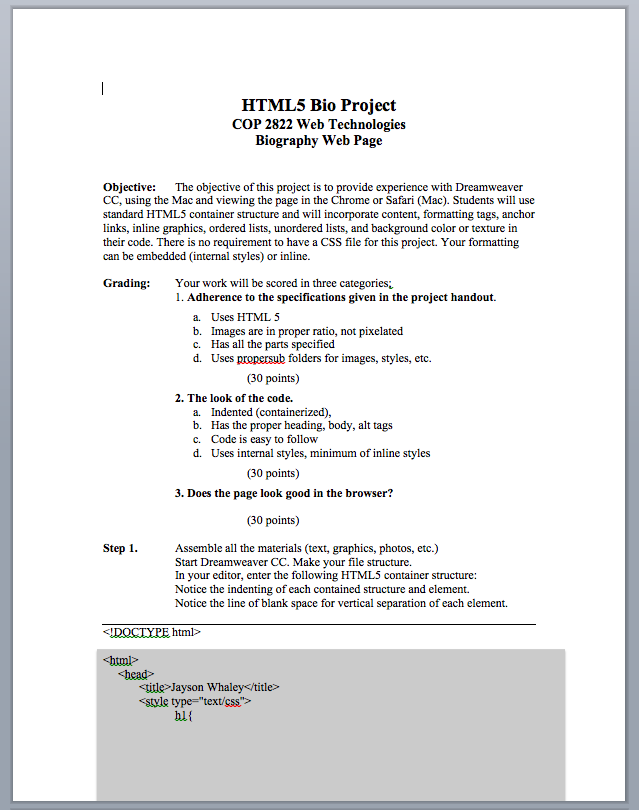 HTML5 Bio Project
COP 2822 Web Technologies
Biography Web Page
Objective: The objective of this project is to provide experience with Dreamweaver
CC, using the Mac and viewing the page in the Chrome or Safari (Mac). Students will use
standard HTML5 container structure and will incorporate content, formatting tags, anchor
links, inline graphics, ordered lists, unordered lists, and background color or texture in
their code. There is no requirement to have a CSS file for this project. Your formatting
can be embedded (internal styles) or inline.
Grading: Your work will be scored in three categories:
1. Adherence to the specifications given in the project handout.
a. Uses HTML 5
b. Images are in proper ratio, not pixelated
c. Has all the parts specified
d. Uses propersub folders for images, styles, etc.
(30 points)
2. The look of the code.
a. Indented (containerized),
b. Has the proper heading, body, alt tags
c. Code is easy to follow
d. Uses internal styles, minimum of inline styles
(30 points)
3. Does the page look good in the browser?
(30 points)
Step 1. Assemble all the materials (text, graphics, photos, etc.)
Start Dreamweaver CC. Make your file structure.
In your editor, enter the following HTML5 container structure:
Notice the indenting of each contained structure and element.
Notice the line of blank space for vertical separation of each element.
<!DOCTYPE html>
<html>
<head>
<title>Jayson Whaley</title>
<style type="text/css">
h1{